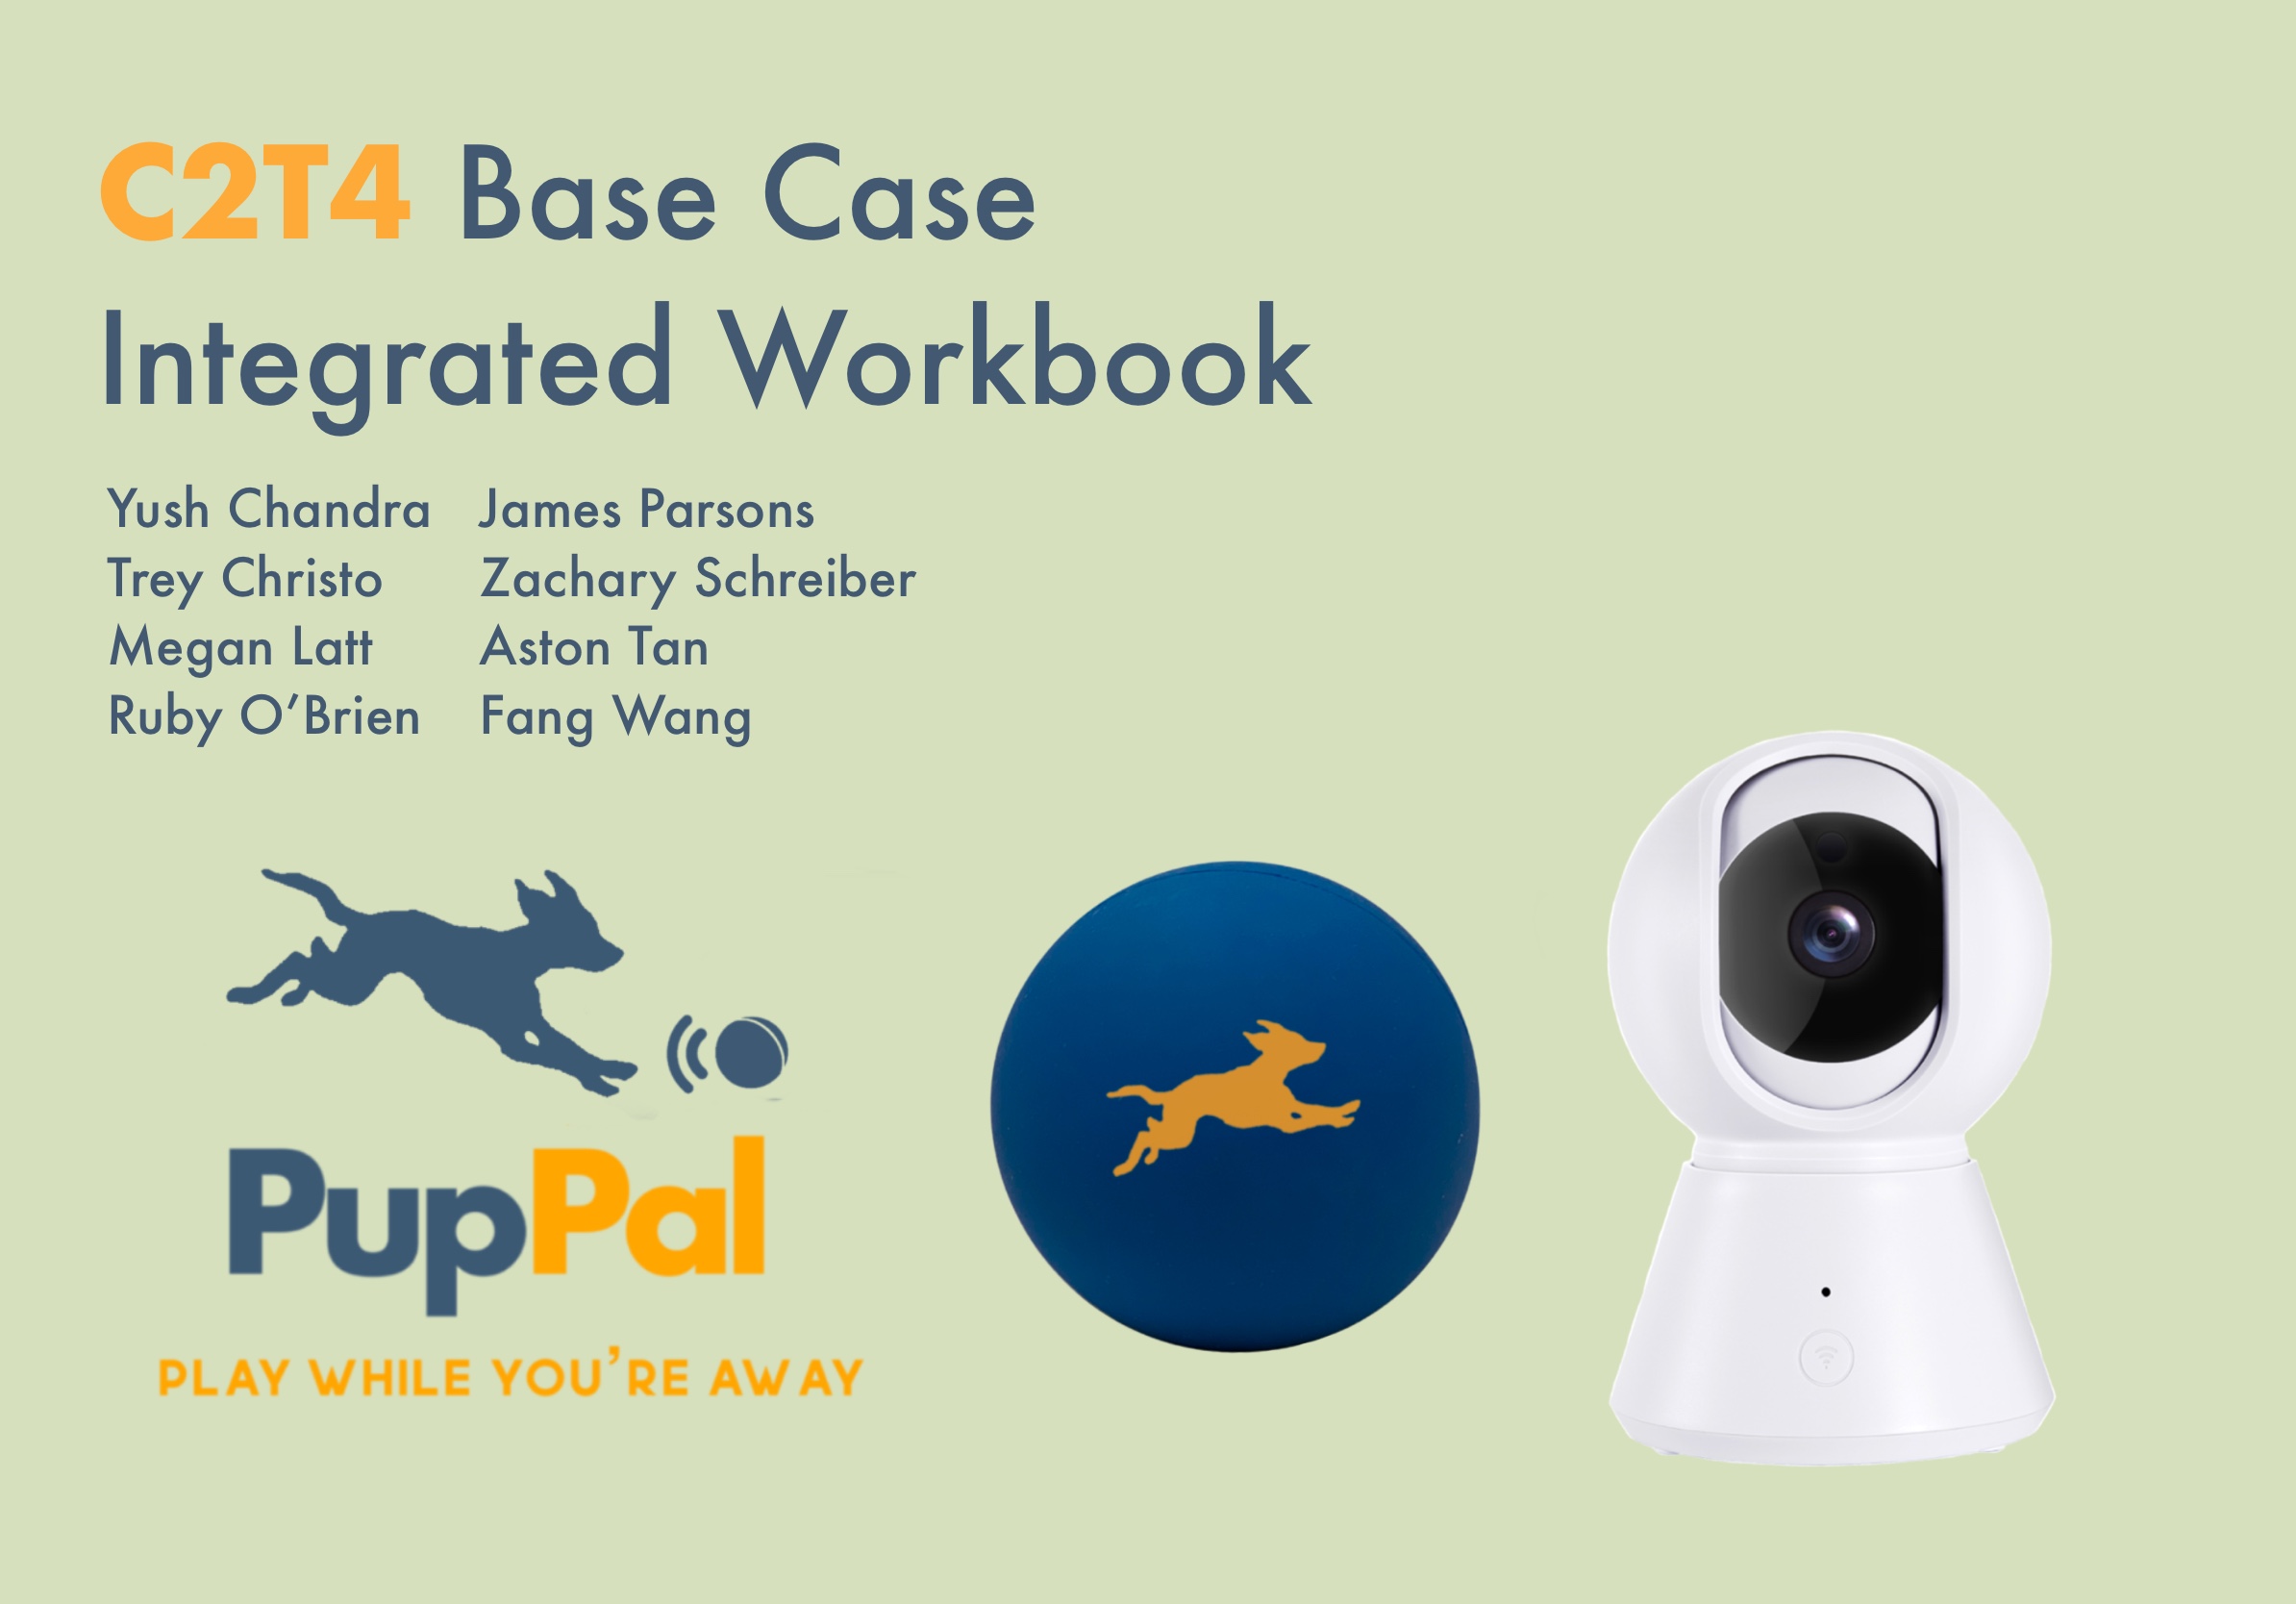 C2T4 Base Case
Integrated Workbook
Yush Chandra
Trey Christo
Megan Latt
Ruby O’Brien
James Parsons
Zachary Schreiber
Aston Tan
Fang Wang
PupPal
PLAY WHILE YOU’RE AWAY